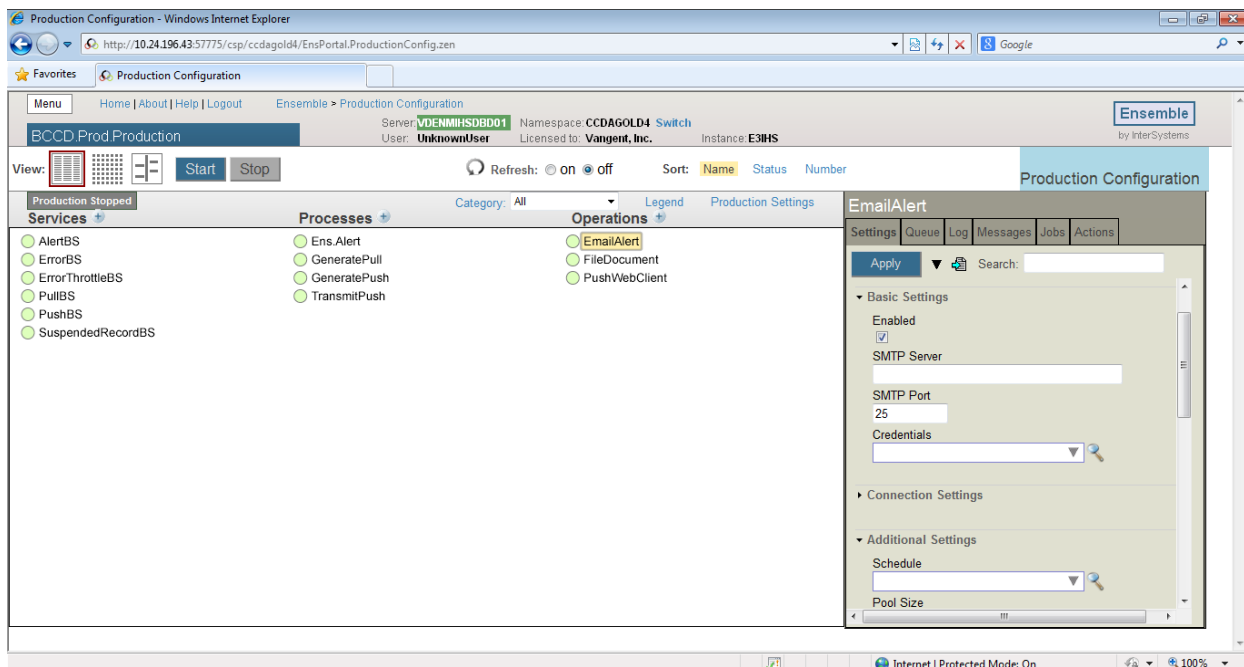 Production Configuration - Windows Internet Explorer
http://10.24.196.43:57775/csp/ccdagold4/EnsPortal.ProductionConfig.zen
Google
Favorites
Production Configuration
Menu
Home | About | Help | Logout
Ensemble > Production Configuration
Server: VDENMIHSDBD01 Namespace: CCDAGOLD4 Switch
User: UnknownUser Licensed to: Vangent, Inc. Instance: E3IHS
Ensemble
by InterSystems
BCCD.Prod.Production
View:
Start
Stop
Refresh: on off
Sort: Name Status Number
Production Configuration
Production Stopped
Category: All
Legend
Production Settings
Services
AlertBS
ErrorBS
ErrorThrottleBS
PullBS
PushBS
SuspendedRecordBS
Processes
Ens.Alert
GeneratePull
GeneratePush
TransmitPush
Operations
EmailAlert
FileDocument
PushWebClient
EmailAlert
Settings Queue Log Messages Jobs Actions
Apply
Search:
Basic Settings
Enabled
SMTP Server
SMTP Port
25
Credentials
Connection Settings
Additional Settings
Schedule
Pool Size
Internet | Protected Mode: On
100%